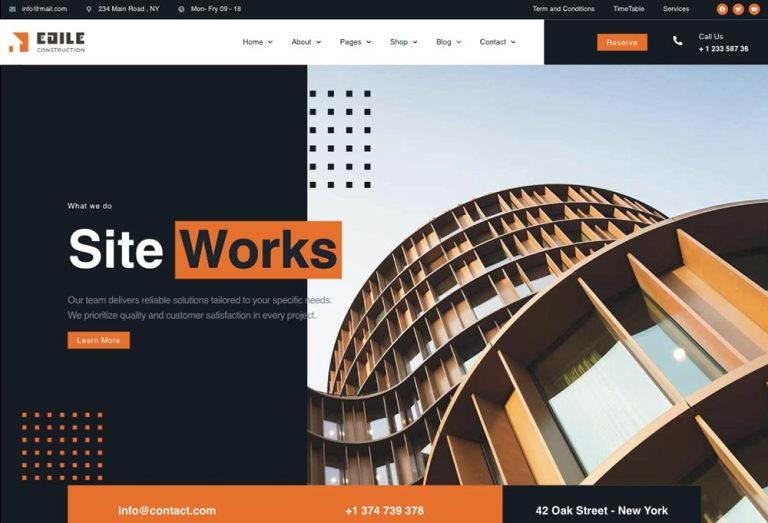 info@mail.com 234 Main Road , NY Mon- Fry 09 - 18 Term and Conditions TimeTable Services
EDILE
CONSTRUCTION
Home About Pages Shop Blog Contact Reserve
Call Us
+ 1 233 587 36
What we do
Site Works
Our team delivers reliable solutions tailored to your specific needs.
We prioritize quality and customer satisfaction in every project.
Learn More
info@contact.com +1 374 739 378 42 Oak Street - New York